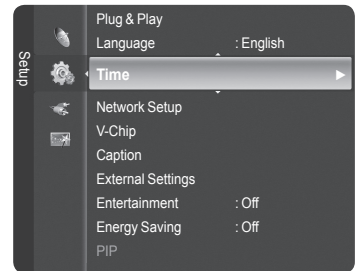 Setup
Plug & Play
Language : English
Time
Network Setup
V-Chip
Caption
External Settings
Entertainment : Off
Energy Saving : Off
PIP